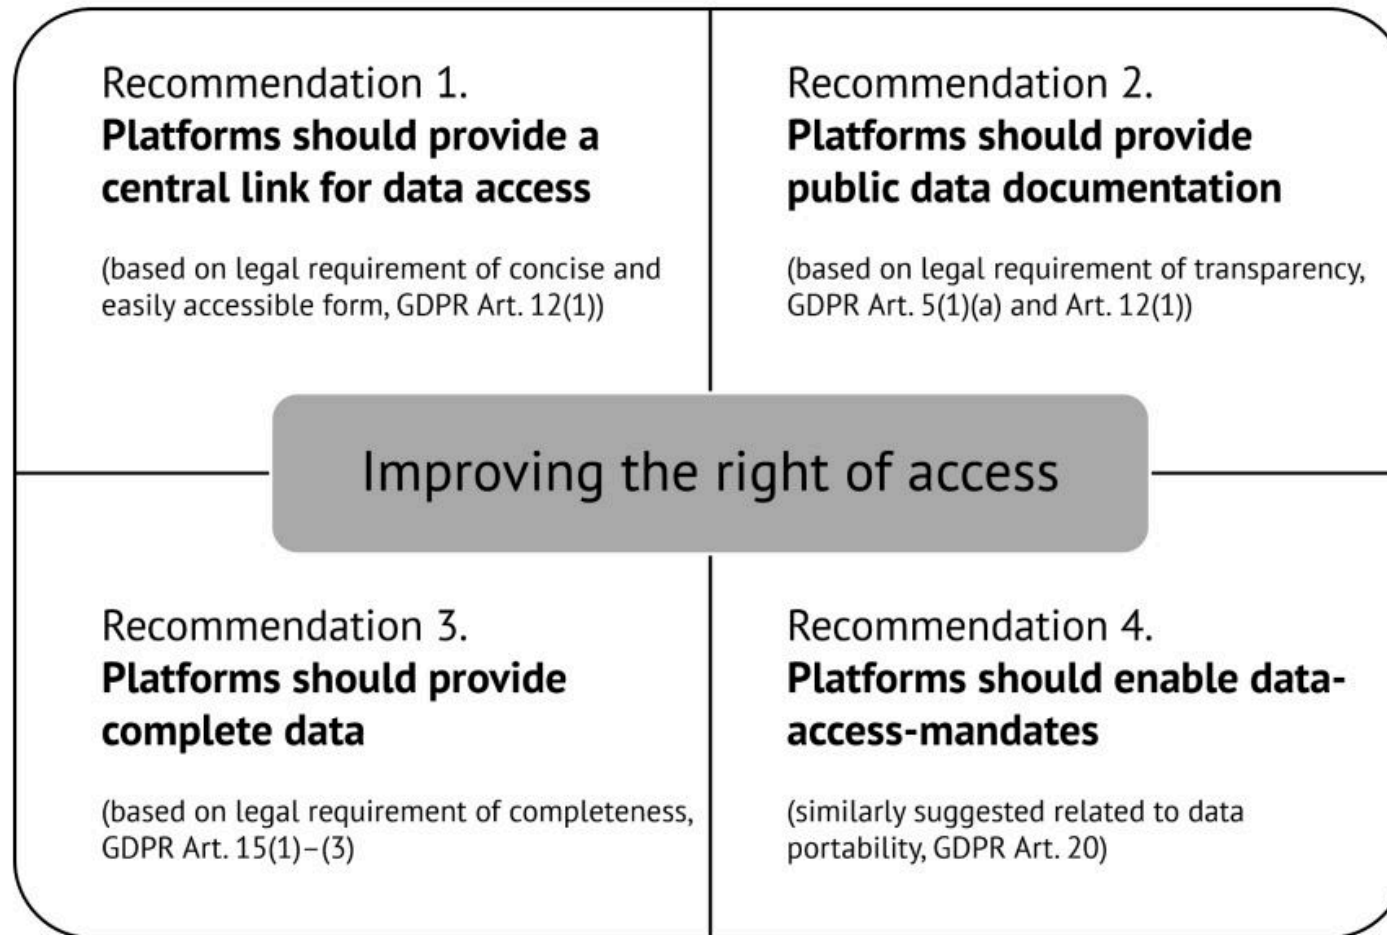 Recommendation 1.
Platforms should provide a
central link for data access
(based on legal requirement of concise and
easily accessible form, GDPR Art. 12(1))
Recommendation 2.
Platforms should provide
public data documentation
(based on legal requirement of transparency,
GDPR Art. 5(1)(a) and Art. 12(1))
Improving the right of access
Recommendation 3.
Platforms should provide
complete data
(based on legal requirement of completeness,
GDPR Art. 15(1)–(3)
Recommendation 4.
Platforms should enable data-
access-mandates
(similarly suggested related to data
portability, GDPR Art. 20)